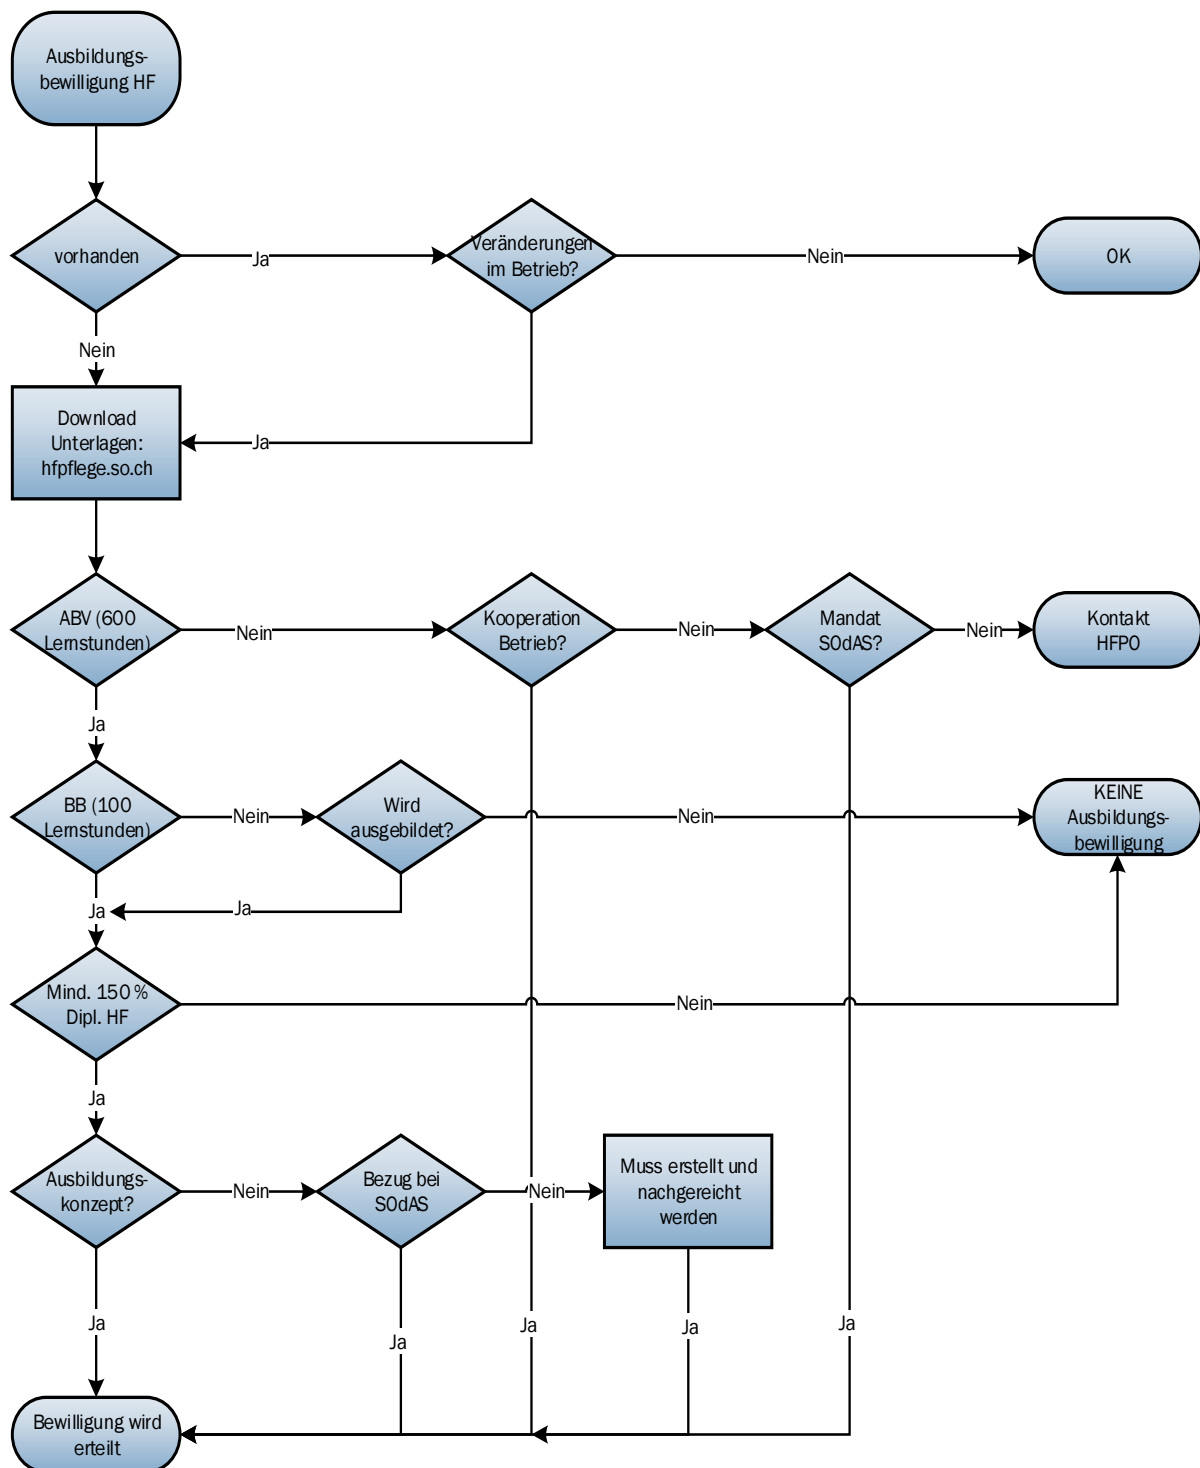 Ausbildungs-
bewilligung HF
vorhanden
Ja
Veränderungen
im Betrieb?
Nein
OK
Nein
Download
Unterlagen:
hfpflege.so.ch
Ja
ABV (600
Lernstunden)
Nein
Kooperation
Betrieb?
Nein
Mandat
SOdAS?
Nein
Kontakt
HFPO
Ja
BB (100
Lernstunden)
Nein
Wird
ausgebildet?
Nein
KEINE
Ausbildungs-
bewilligung
Ja
Ja
Mind. 150 %
Dipl. HF
Nein
Ja
Ausbildungs-
konzept?
Nein
Bezug bei
SOdAS
Nein
Muss erstellt und
nachgereicht
werden
Ja
Ja
Ja
Ja
Ja
Bewilligung wird
erteilt